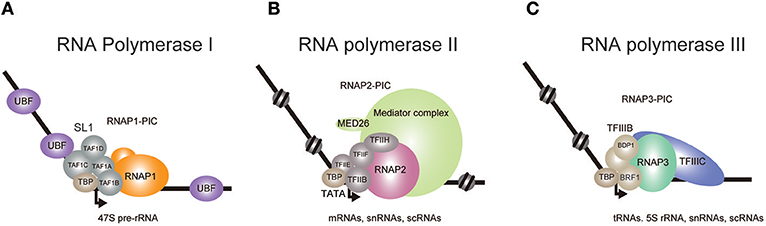 A
RNA Polymerase I
UBF
SL1
RNAP1-PIC
UBF
TAF1D
TAF1C
TAF1A
TBP
TAF1B
RNAP1
UBF
47S pre-rRNA
B
RNA polymerase II
RNAP2-PIC
Mediator complex
MED26
TFIIH
TFIIF
TFIIE
RNAP2
TBP
TFIIB
TATA
mRNAs, snRNAs, scRNAs
C
RNA polymerase III
RNAP3-PIC
TFIIIB
BDP1
RNAP3
TFIIIC
TBP
BRF1
tRNAs. 5S rRNA, snRNAs, scRNAs